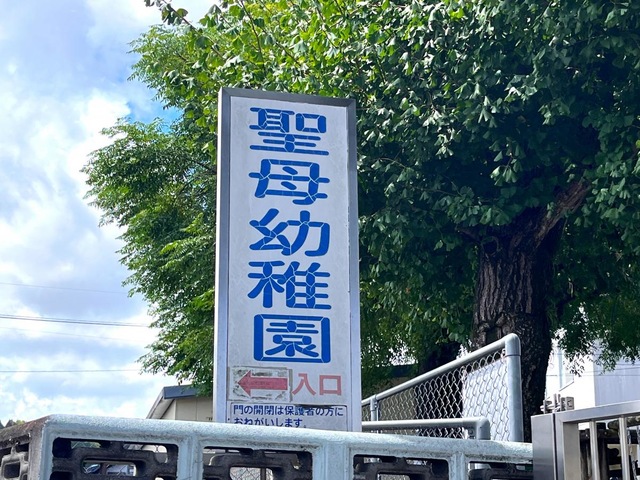 聖母幼稚園
入口
門の開閉は保護者の方に
おねがいします。